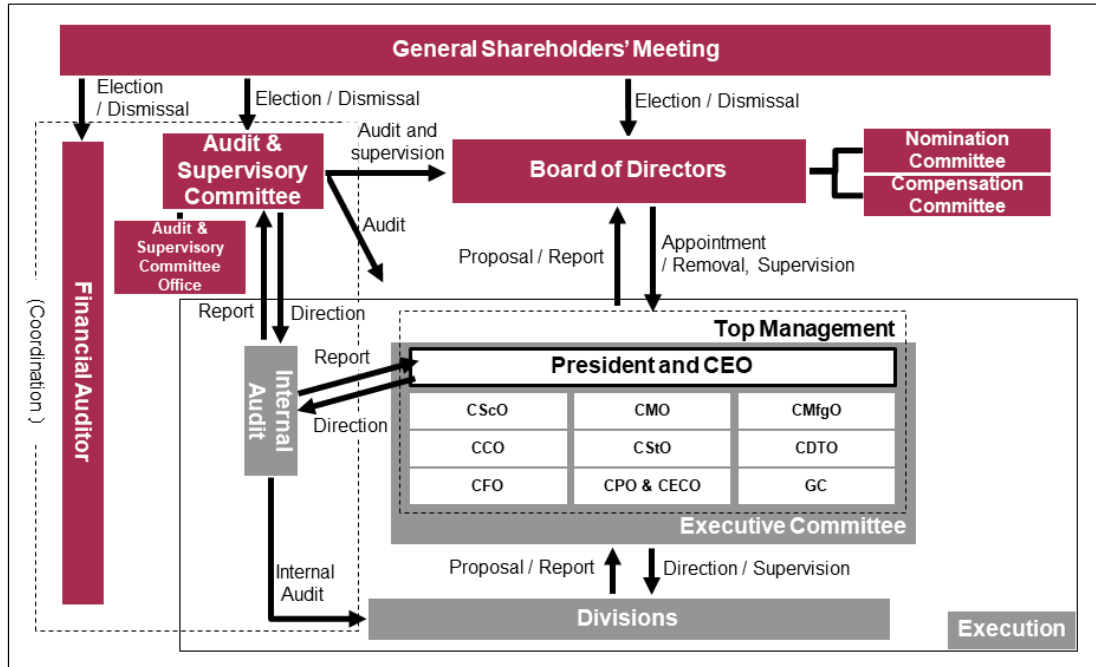 General Shareholders' Meeting
Election
/ Dismissal
Election / Dismissal
Election / Dismissal
Audit &
Supervisory
Committee
Audit and
supervision
Board of Directors
Nomination
Committee
Compensation
Committee
Audit &
Supervisory
Committee
Office
Audit
Proposal / Report
Appointment
/ Removal, Supervision
(Coordination)
Financial Auditor
Report
Direction
Top Management
Internal
Audit
Report
Direction
President and CEO
CScO
CMO
CMfgO
CCO
CStO
CDTO
CFO
CPO & CECO
GC
Executive Committee
Internal
Audit
Proposal / Report
Direction / Supervision
Divisions
Execution